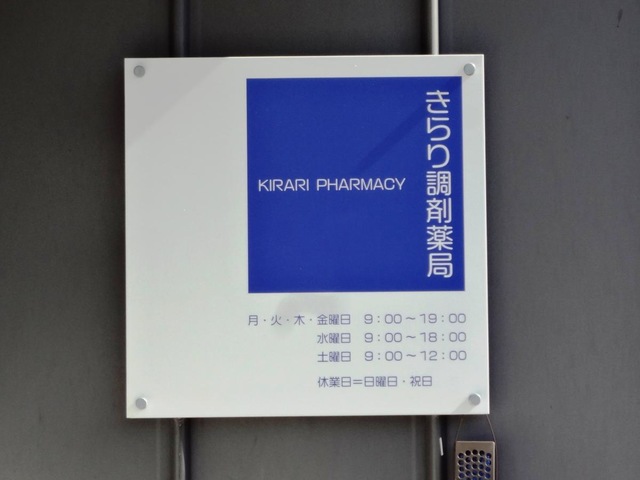 きらり調剤薬局
KIRARI PHARMACY
月・火・木・金曜日 9：00～19：00
水曜日 9：00～18：00
土曜日 9：00～12：00
休業日＝日曜日・祝日